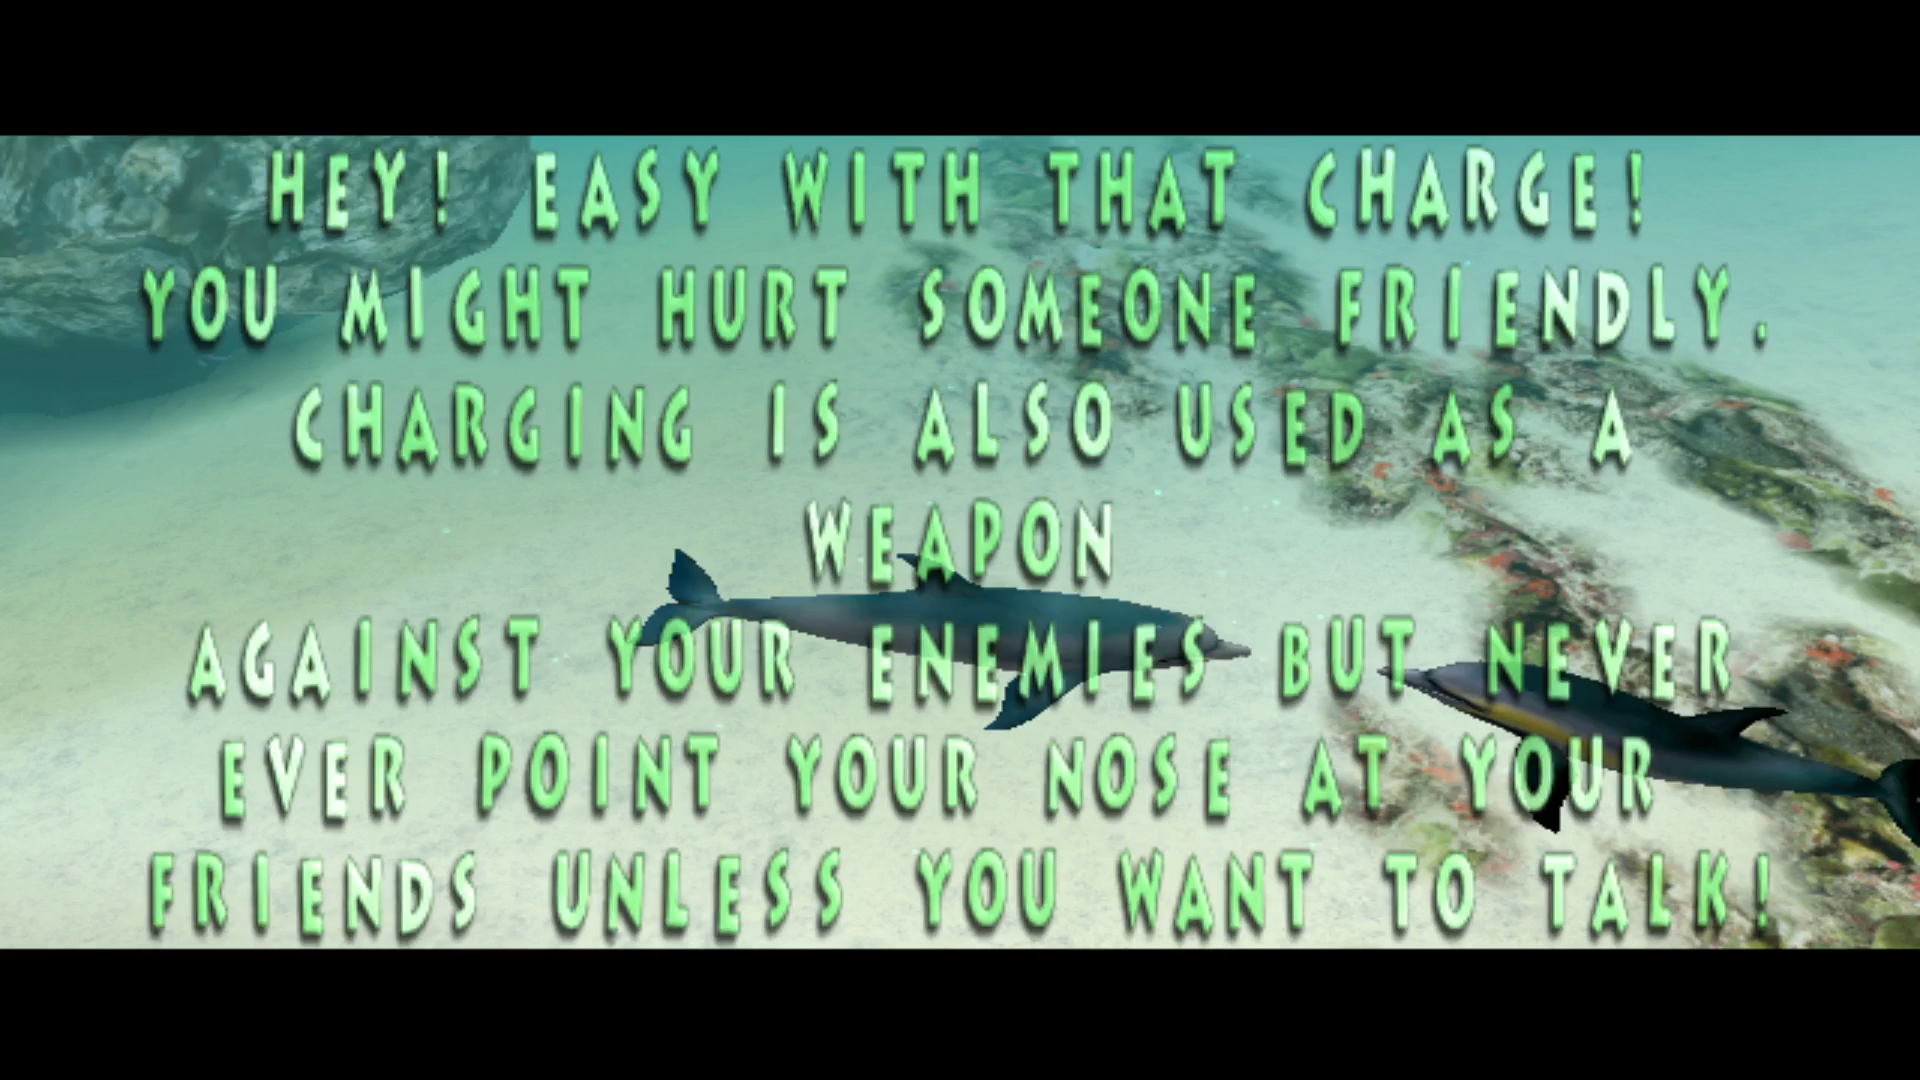 HEY! EASY WITH THAT CHARGE!
YOU MIGHT HURT SOMEONE FRIENDLY.
CHARGING IS ALSO USED AS A
WEAPON
AGAINST YOUR ENEMIES BUT NEVER
EVER POINT YOUR NOSE AT YOUR
FRIENDS UNLESS YOU WANT TO TALK!